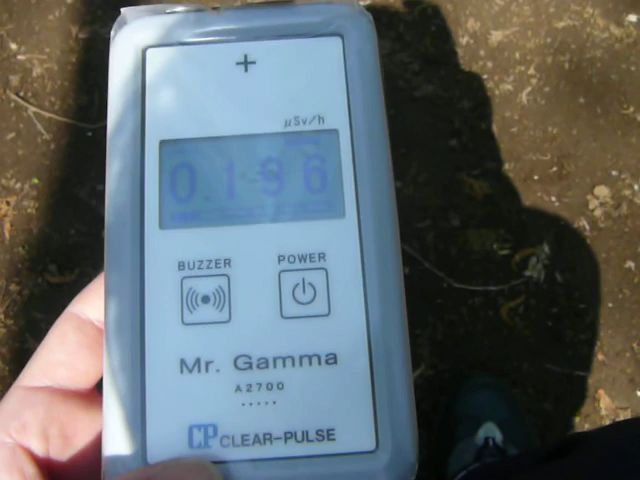 +
µSv/h
0.196
BUZZER
POWER
Mr. Gamma
A2700
CP CLEAR-PULSE